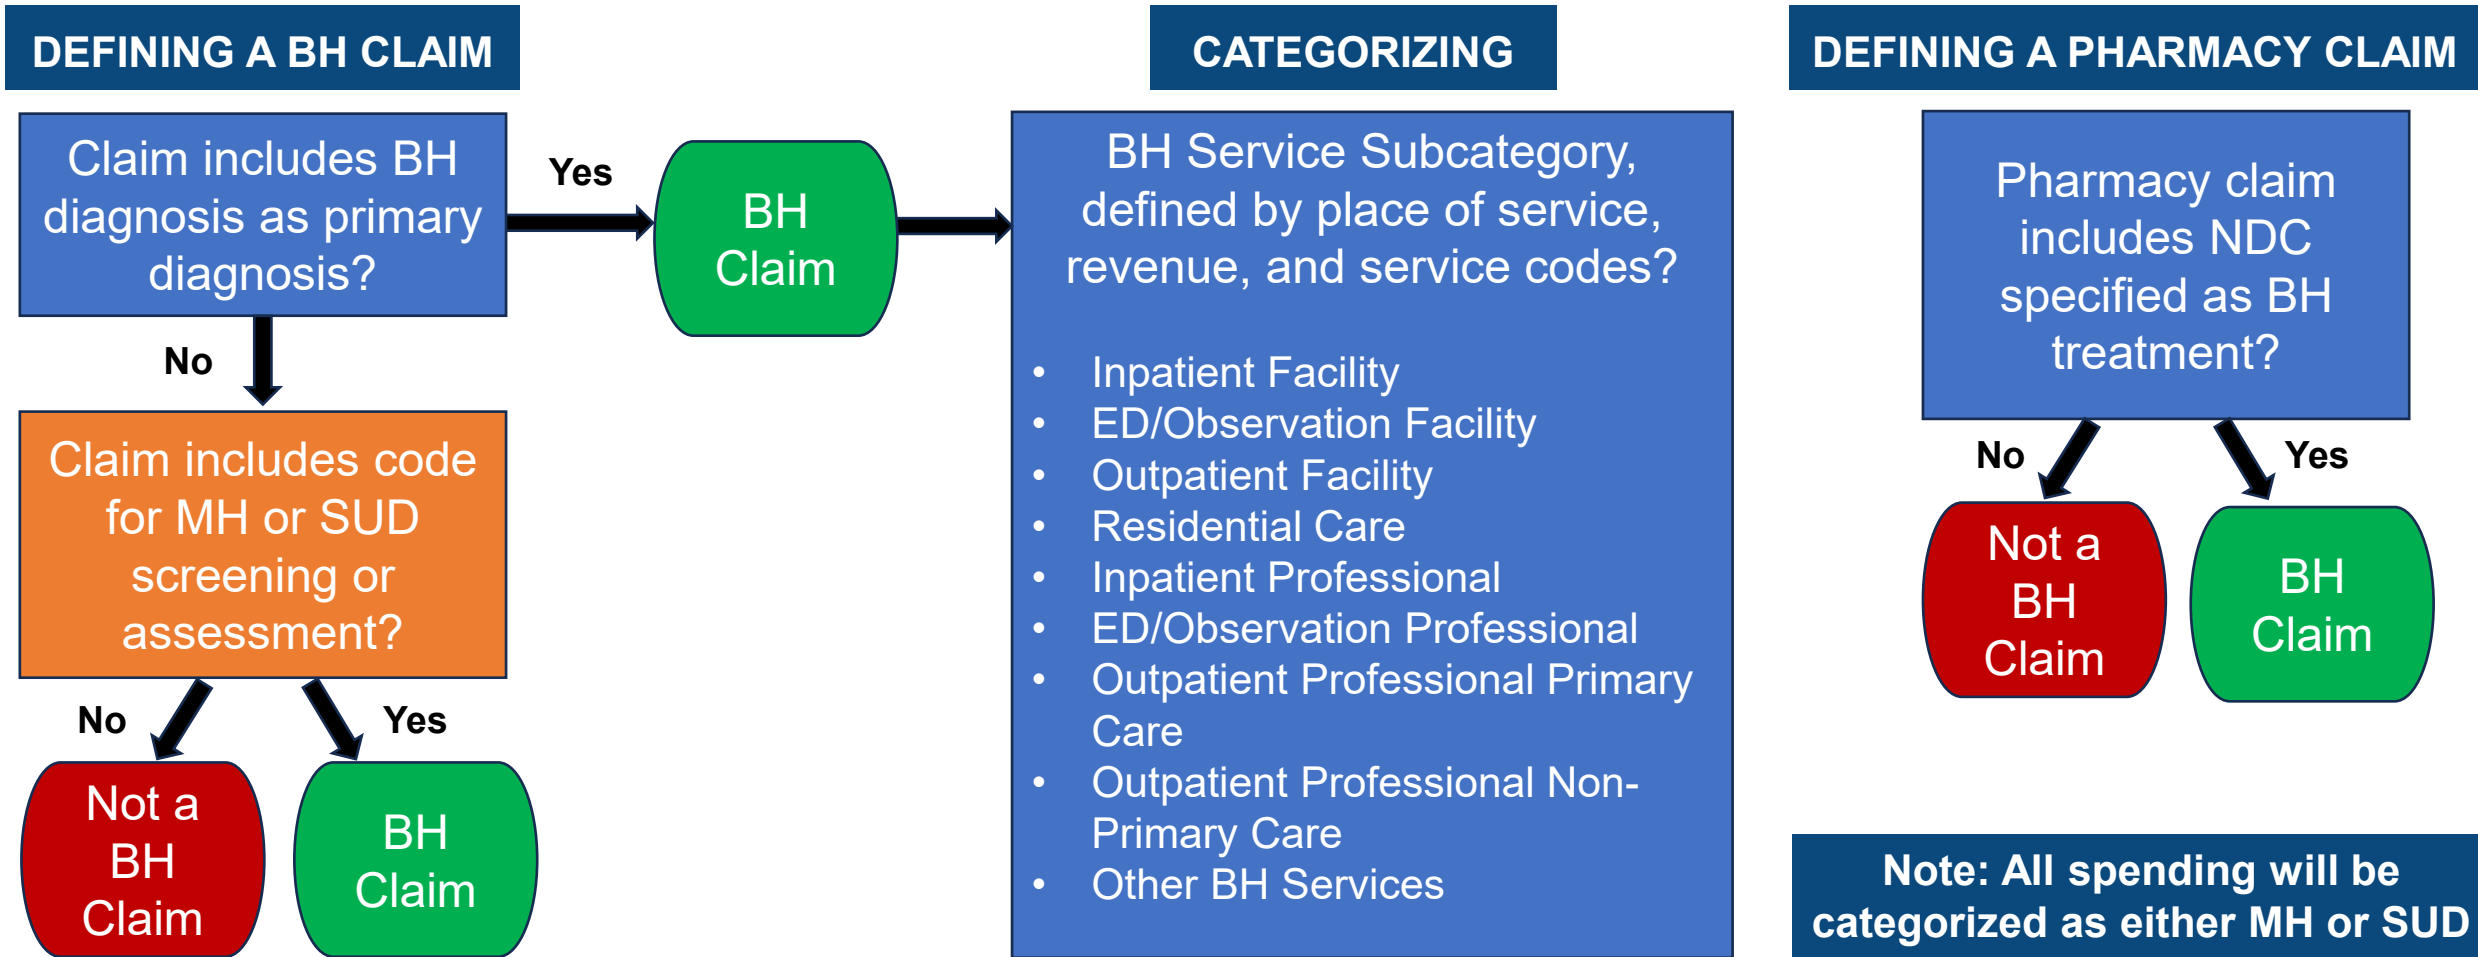 DEFINING A BH CLAIM
Claim includes BH
diagnosis as primary
diagnosis?
Yes
BH
Claim
No
Claim includes code
for MH or SUD
screening or
assessment?
No
Yes
Not a
BH
Claim
BH
Claim
CATEGORIZING
BH Service Subcategory,
defined by place of service,
revenue, and service codes?
• Inpatient Facility
• ED/Observation Facility
• Outpatient Facility
• Residential Care
• Inpatient Professional
• ED/Observation Professional
• Outpatient Professional Primary
Care
• Outpatient Professional Non-
Primary Care
• Other BH Services
DEFINING A PHARMACY CLAIM
Pharmacy claim
includes NDC
specified as BH
treatment?
No
Yes
Not a
BH
Claim
BH
Claim
Note: All spending will be
categorized as either MH or SUD